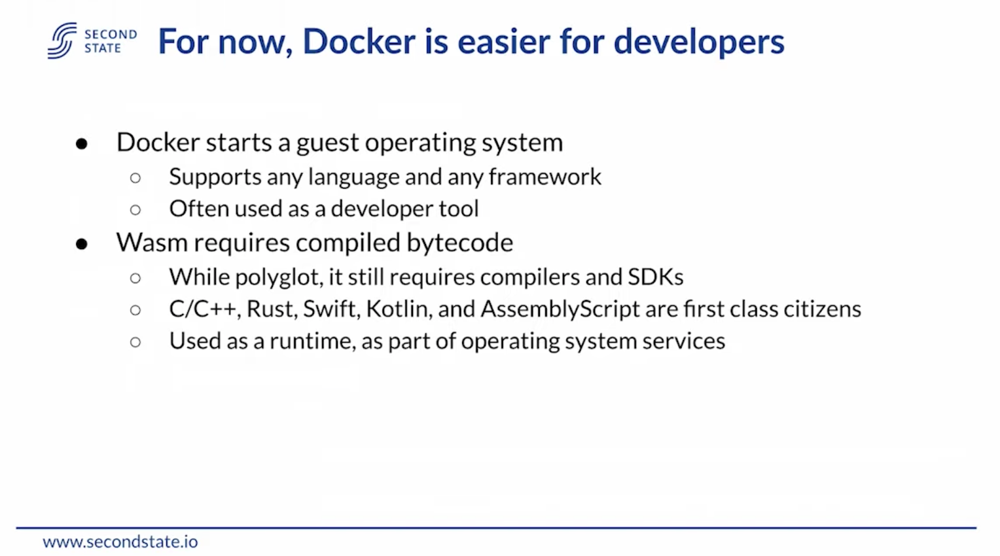 SECOND
STATE
For now, Docker is easier for developers
● Docker starts a guest operating system
○ Supports any language and any framework
○ Often used as a developer tool
● Wasm requires compiled bytecode
○ While polyglot, it still requires compilers and SDKs
○ C/C++, Rust, Swift, Kotlin, and AssemblyScript are first class citizens
○ Used as a runtime, as part of operating system services
www.secondstate.io